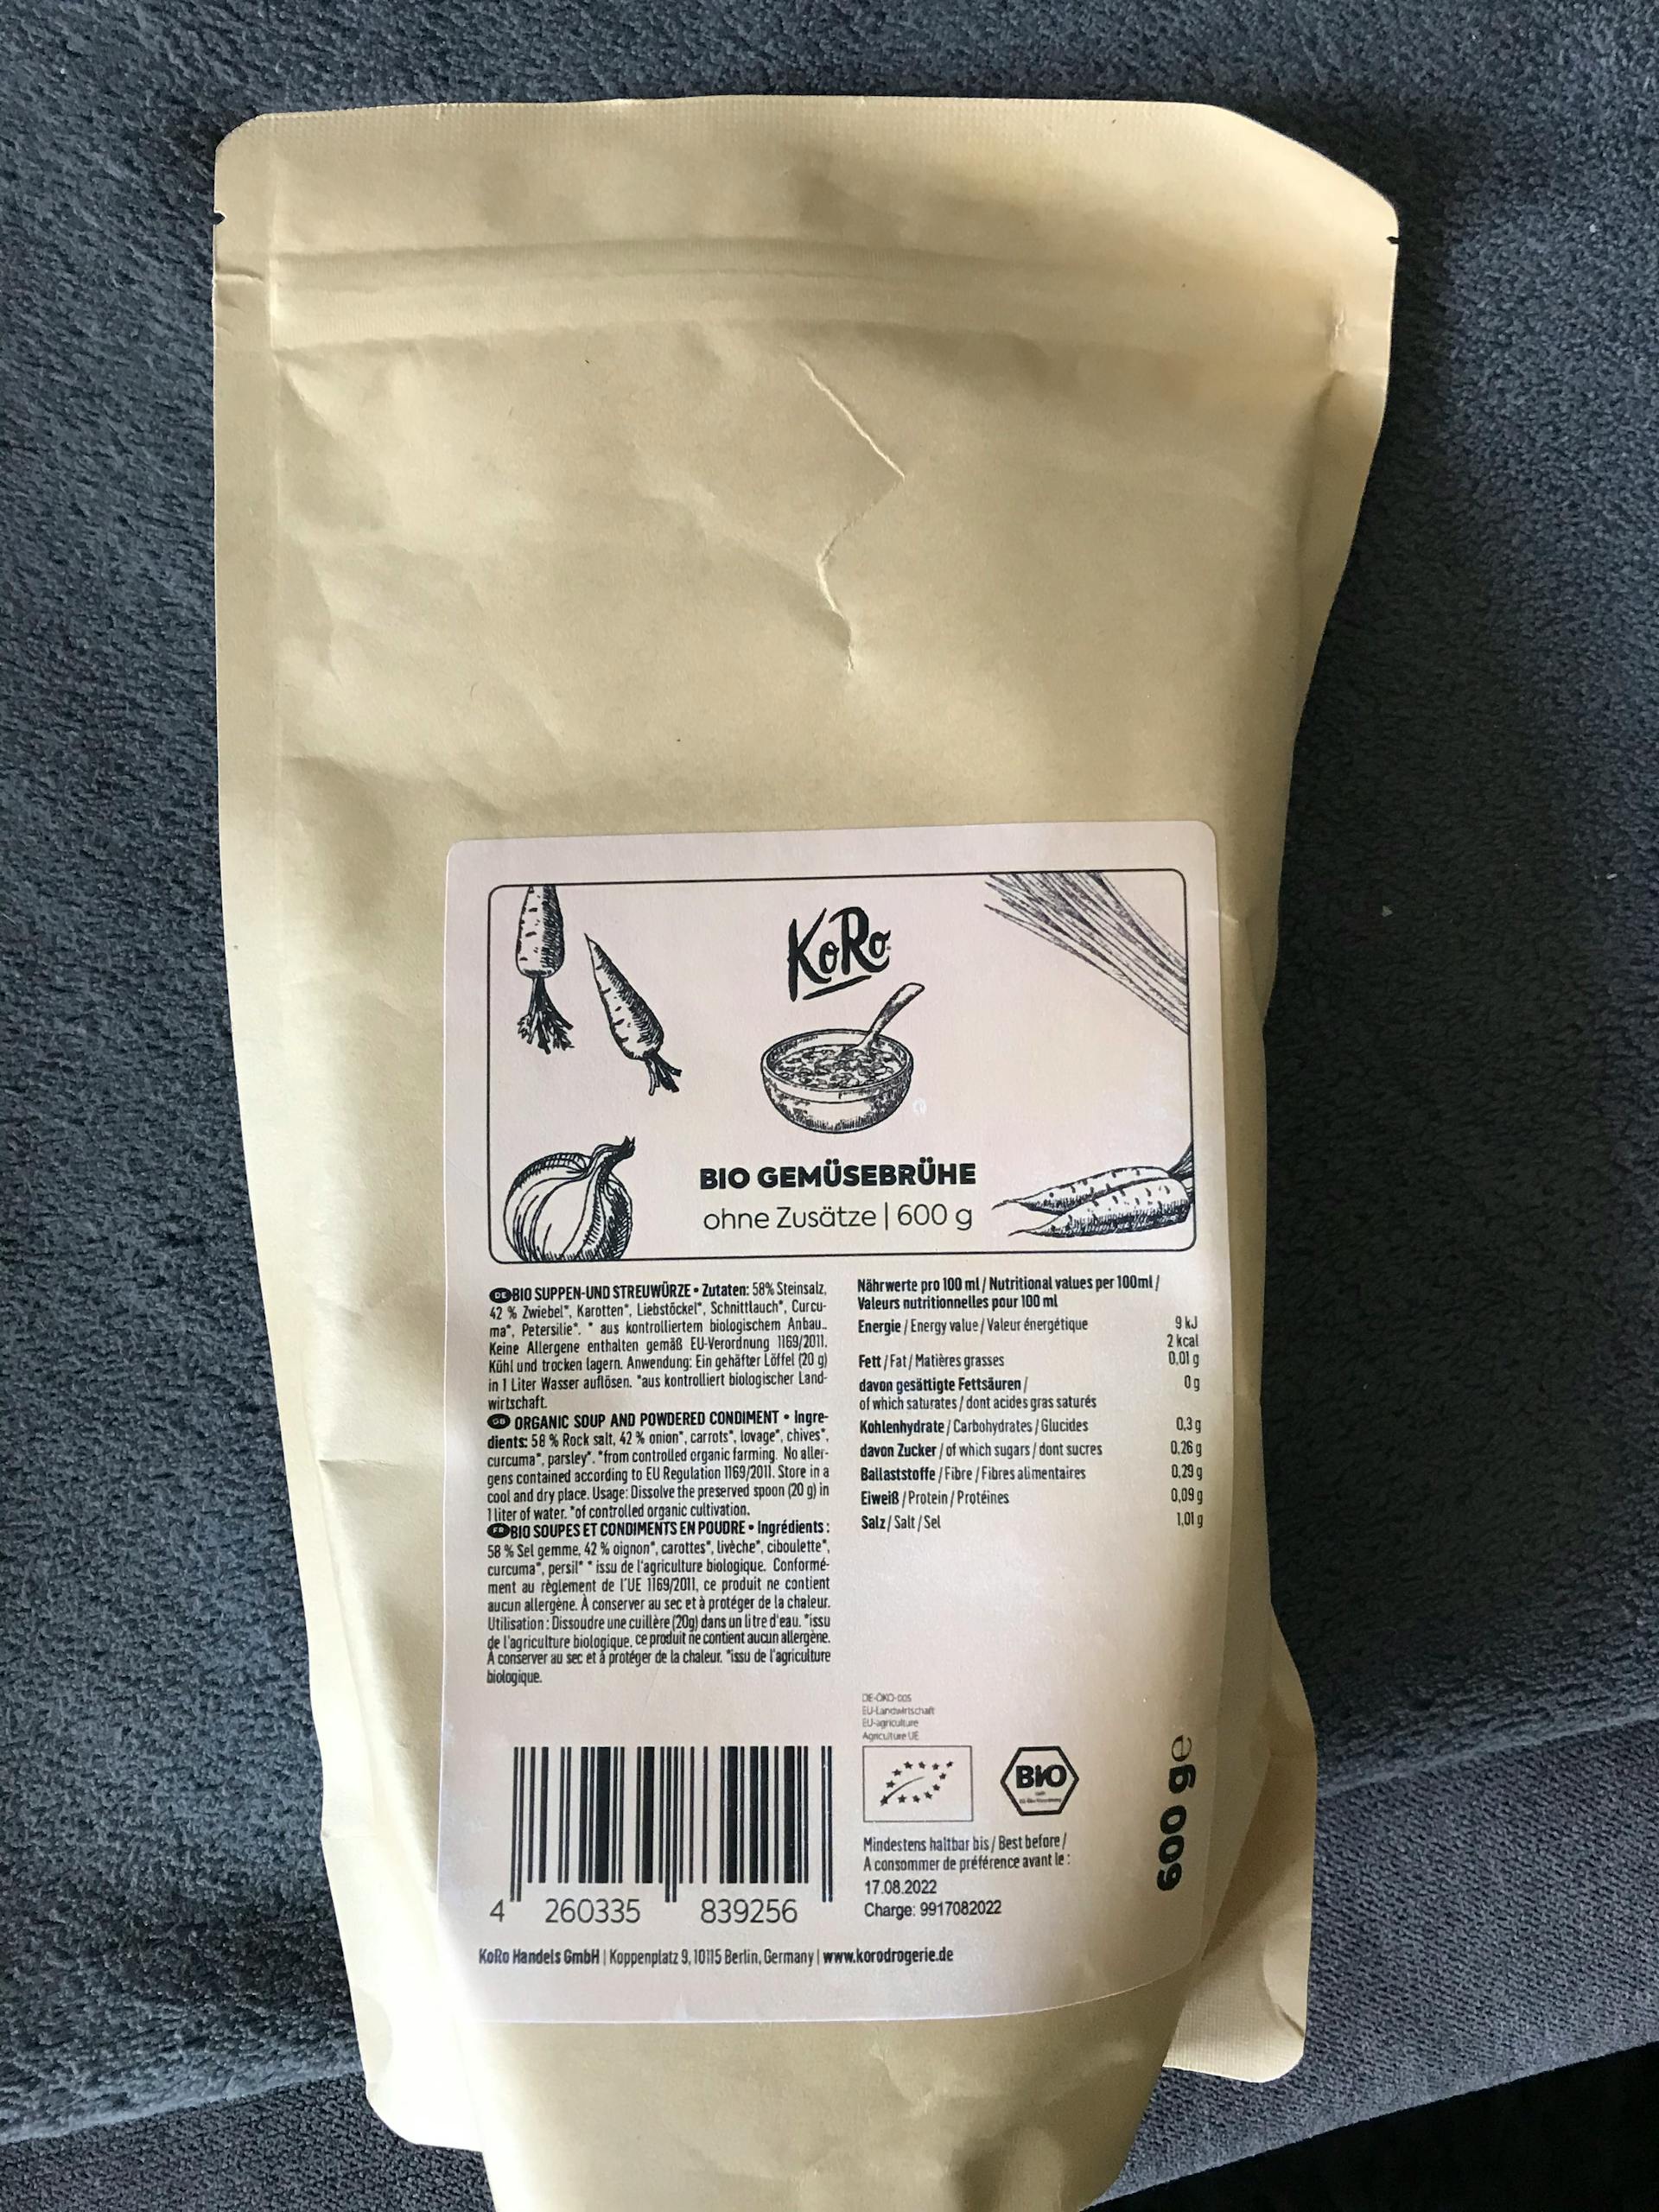 KoRo
BIO GEMÜSEBRÜHE
ohne Zusätze | 600 g
DE BIO SUPPEN-UND STREUWÜRZE • Zutaten: 58% Steinsalz,
42 % Zwiebel*, Karotten*, Liebstöckel*, Schnittlauch*, Curcu-
ma*, Petersilie*. * aus kontrolliertem biologischem Anbau..
Keine Allergene enthalten gemäß EU-Verordnung 1169/2011.
Kühl und trocken lagern. Anwendung: Ein gehäfter Löffel (20 g)
in 1 Liter Wasser auflösen. *aus kontrolliert biologischer Land-
wirtschaft.
GB ORGANIC SOUP AND POWDERED CONDIMENT • Ingre-
dients: 58 % Rock salt, 42 % onion*, carrots*, lovage*, chives*,
curcuma*, parsley*. *from controlled organic farming. No aller-
gens contained according to EU Regulation 1169/2011. Store in a
cool and dry place. Usage: Dissolve the preserved spoon (20 g) in
1 liter of water. *of controlled organic cultivation.
FR BIO SOUPES ET CONDIMENTS EN POUDRE • Ingrédients :
58 % Sel gemme, 42 % oignon*, carottes*, livèche*, ciboulette*,
curcuma*, persil* * issu de l'agriculture biologique. Conformé-
ment au règlement de l'UE 1169/2011, ce produit ne contient
aucun allergène. À conserver au sec et à protéger de la chaleur.
Utilisation : Dissoudre une cuillère (20g) dans un litre d'eau. *issu
de l'agriculture biologique, ce produit ne contient aucun allergène.
À conserver au sec et à protéger de la chaleur. *issu de l'agriculture
biologique.
Nährwerte pro 100 ml / Nutritional values per 100ml /
Valeurs nutritionnelles pour 100 ml
Energie / Energy value / Valeur énergétique 9 kJ
2 kcal
Fett / Fat / Matières grasses 0,01 g
davon gesättigte Fettsäuren / 0 g
of which saturates / dont acides gras saturés
Kohlenhydrate / Carbohydrates / Glucides 0,3 g
davon Zucker / of which sugars / dont sucres 0,26 g
Ballaststoffe / Fibre / Fibres alimentaires 0,29 g
Eiweiß / Protein / Protéines 0,09 g
Salz / Salt / Sel 1,01 g
DE-ÖKO-005
EU-Landwirtschaft
EU-agriculture
Agriculture UE
BIO
Mindestens haltbar bis / Best before /
A consommer de préférence avant le :
17.08.2022
Charge: 9917082022
600 ge
4 260335 839256
KoRo Handels GmbH | Koppenplatz 9, 10115 Berlin, Germany | www.korodrogerie.de